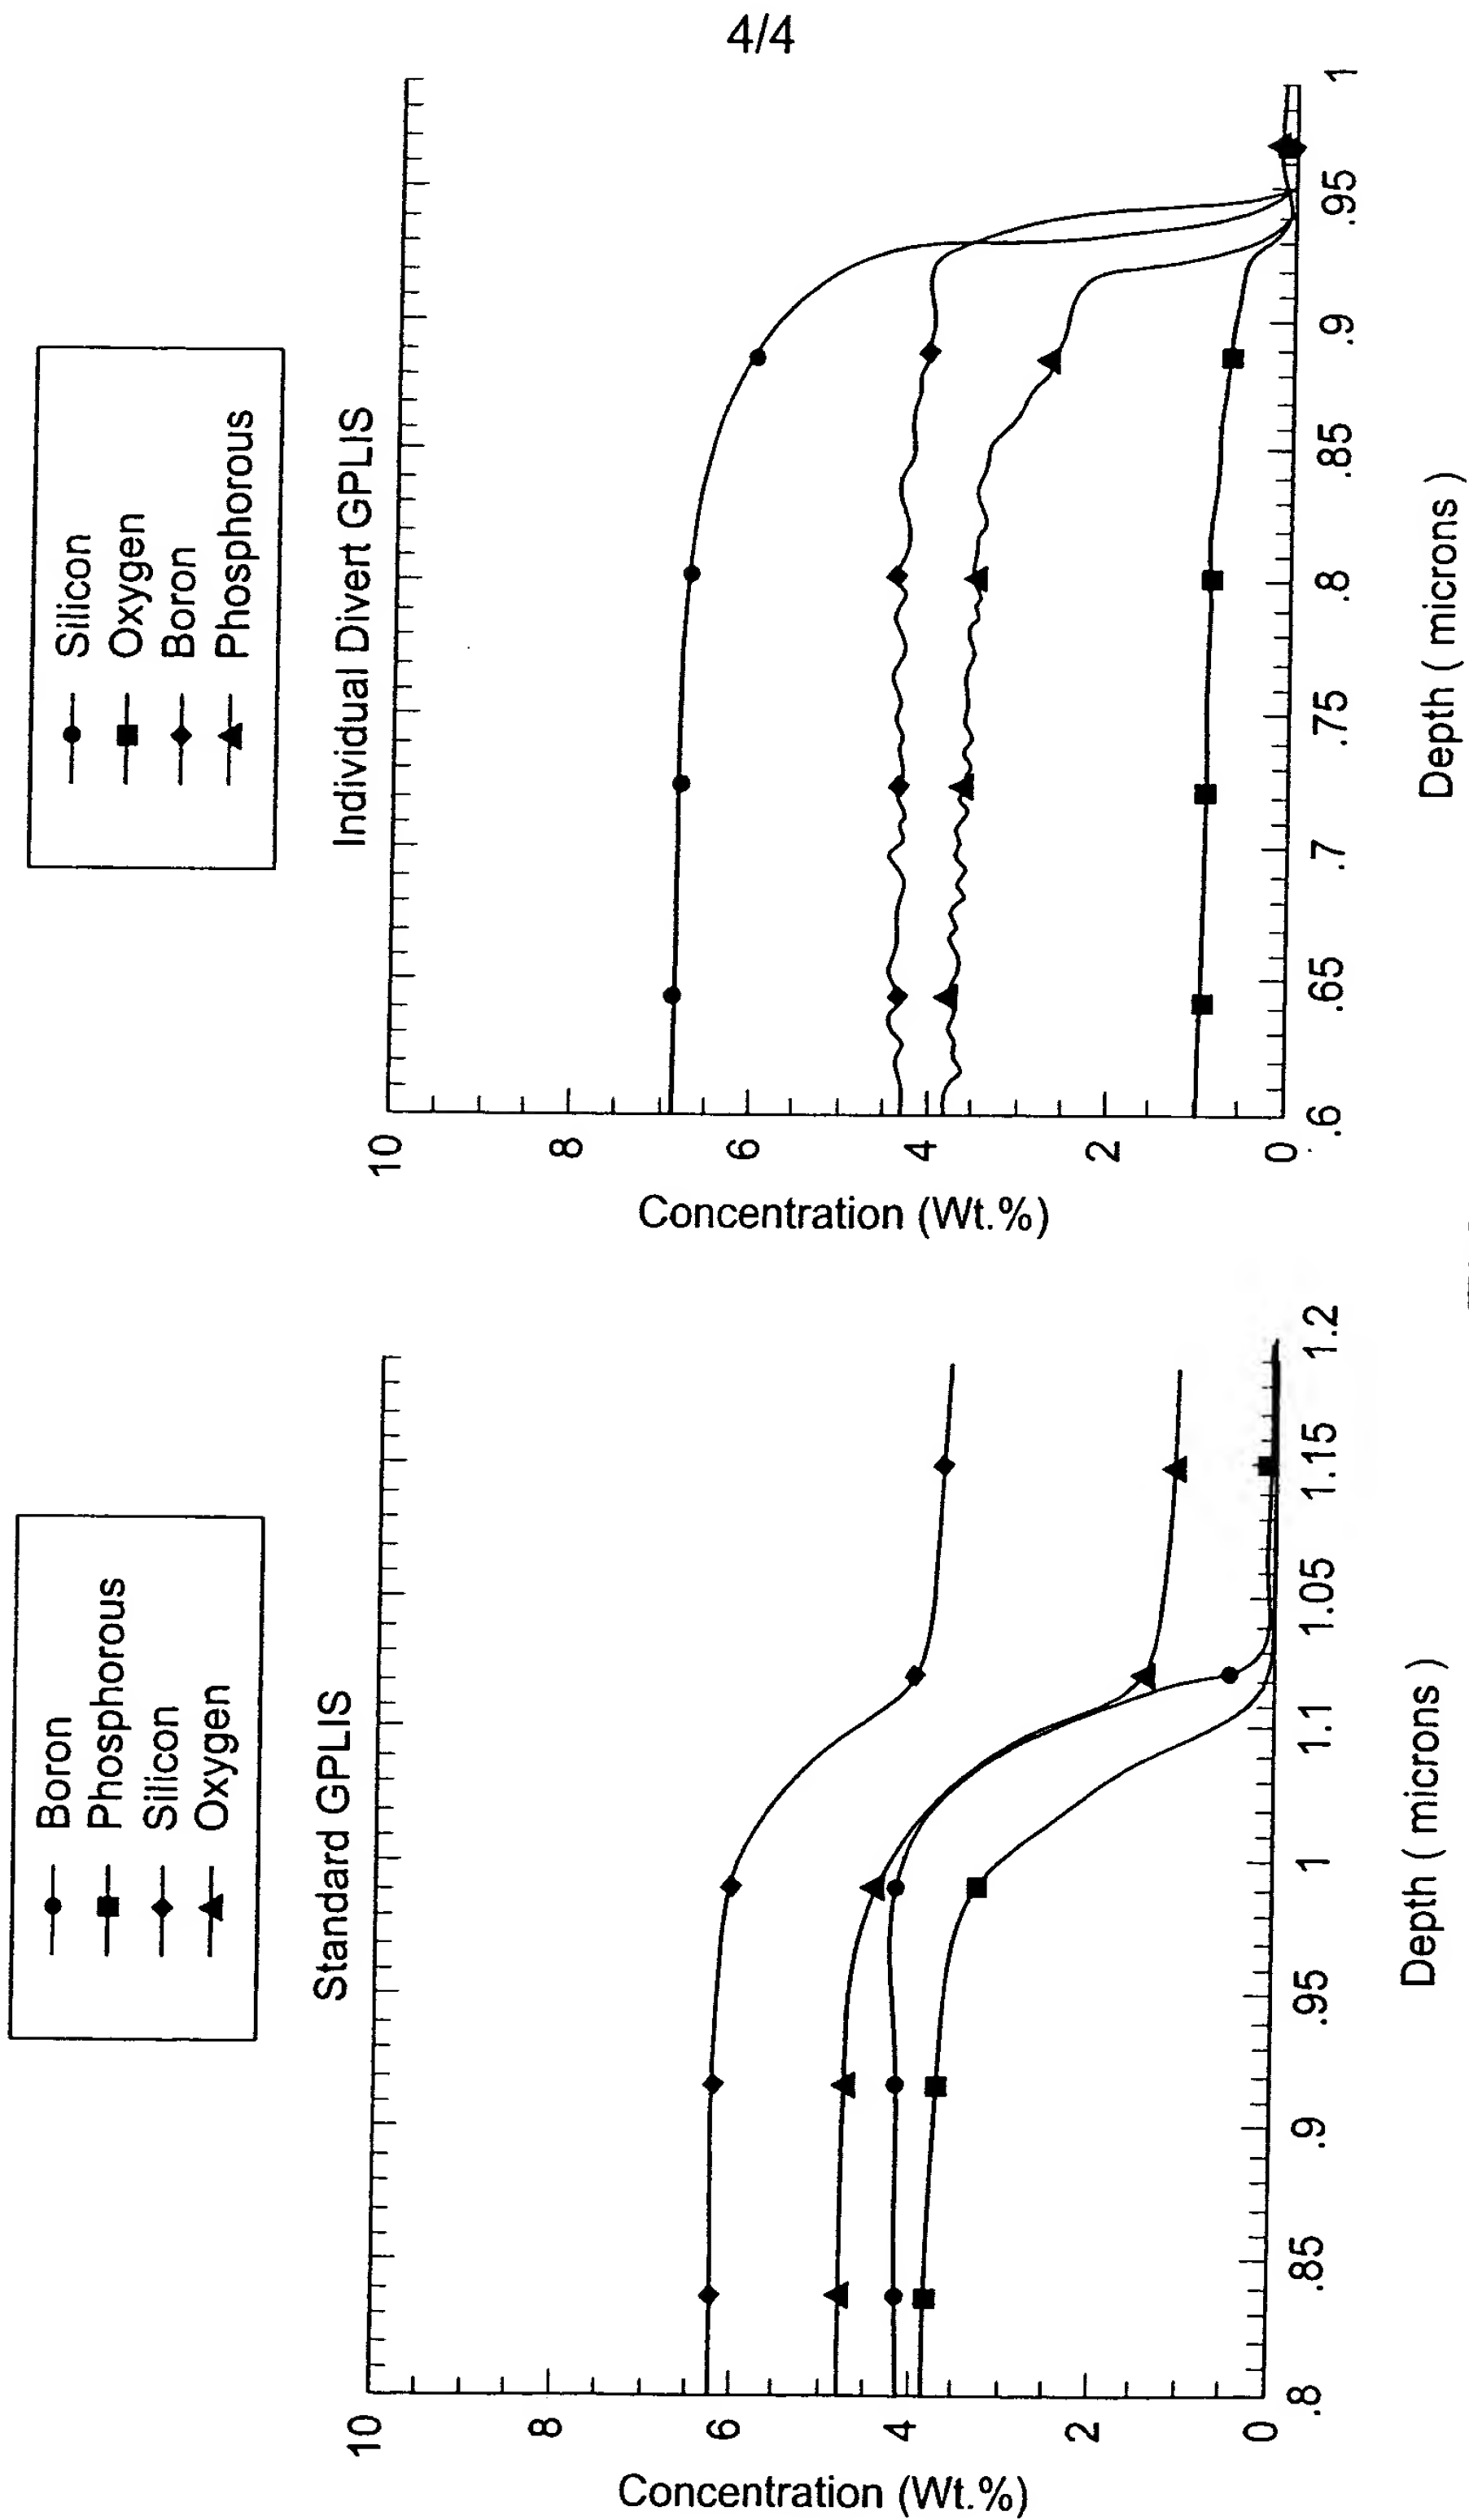 4/4
Boron
Phosphorous
Silicon
Oxygen
Standard GPLIS
Concentration (Wt.%)
10
8
6
4
2
0
.8
.85
.9
.95
1
1.1
1.05
1.15
1.2
Depth ( microns )
Silicon
Oxygen
Boron
Phosphorous
Individual Divert GPLIS
Concentration (Wt.%)
10
8
6
4
2
0
.6
.65
.7
.75
.8
.85
.9
.95
1
Depth ( microns )